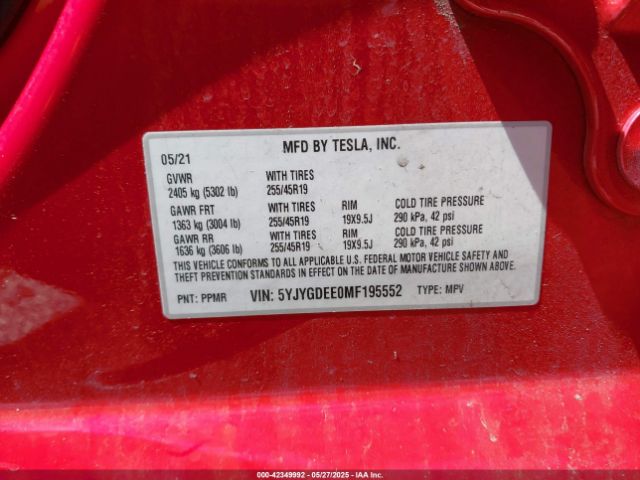 MFD BY TESLA, INC.
05/21
GVWR WITH TIRES
2405 kg (5302 lb) 255/45R19
GAWR FRT WITH TIRES RIM COLD TIRE PRESSURE
1363 kg (3004 lb) 255/45R19 19X9.5J 290 kPa, 42 psi
GAWR RR WITH TIRES RIM COLD TIRE PRESSURE
1636 kg (3606 lb) 255/45R19 19X9.5J 290 kPa, 42 psi
THIS VEHICLE CONFORMS TO ALL APPLICABLE U.S. FEDERAL MOTOR VEHICLE SAFETY AND
THEFT PREVENTION STANDARDS IN EFFECT ON THE DATE OF MANUFACTURE SHOWN ABOVE.
PNT: PPMR VIN: 5YJYGDEE0MF195552 TYPE: MPV
000-42349992 - 05/27/2025 - IAAI, Inc.